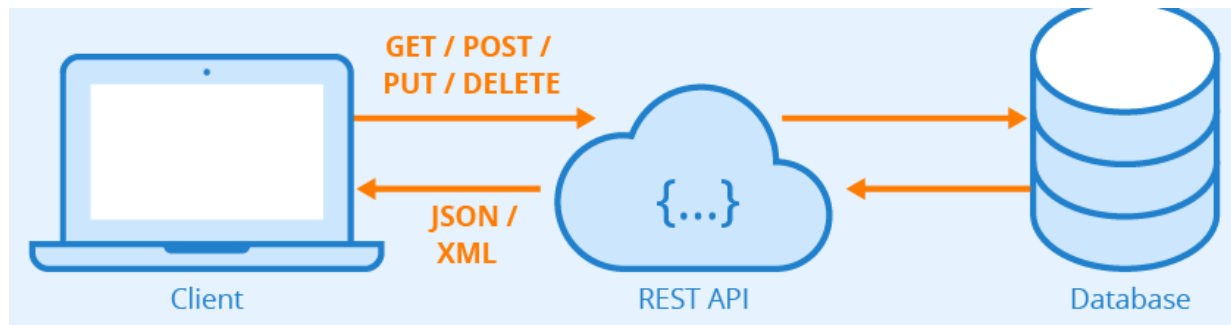 GET / POST /
PUT / DELETE
{...}
JSON /
XML
Client
REST API
Database